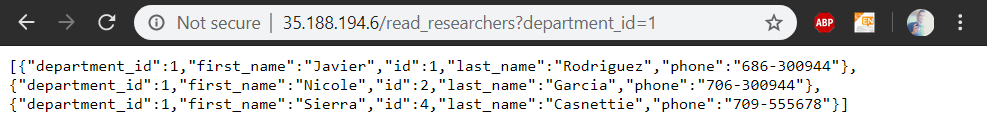 Not secure | 35.188.194.6/read_researchers?department_id=1
ABP
EN
[{"department_id":1,"first_name":"Javier","id":1,"last_name":"Rodriguez","phone":"686-300944"},
{"department_id":1,"first_name":"Nicole","id":2,"last_name":"Garcia","phone":"706-300944"},
{"department_id":1,"first_name":"Sierra","id":4,"last_name":"Casnettie","phone":"709-555678"}]